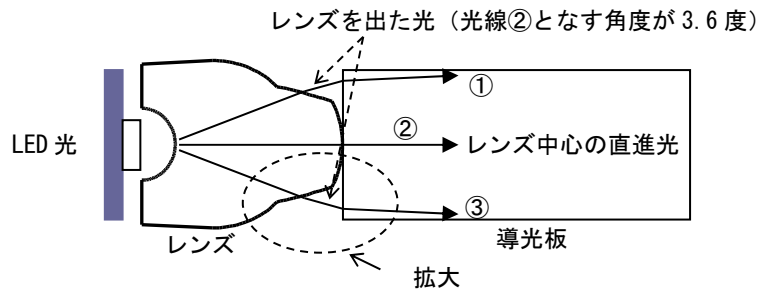 レンズを出た光(光線②となす角度が 3.6 度)
①
②
LED 光
レンズ中心の直進光
③
レンズ
導光板
拡大